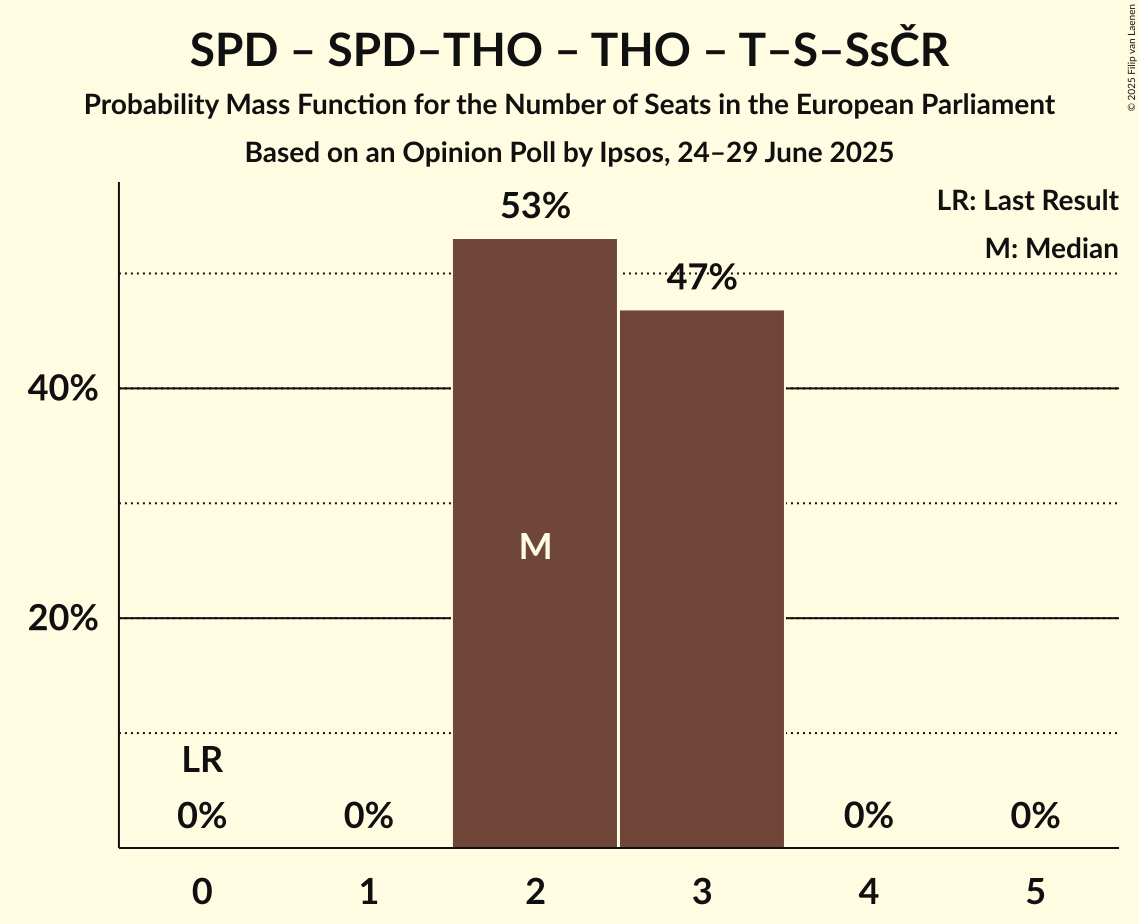 SPD – SPD–THO – THO – T–S–SsČR
Probability Mass Function for the Number of Seats in the European Parliament
Based on an Opinion Poll by Ipsos, 24–29 June 2025
© 2025 Filip van Laenen
LR: Last Result
M: Median
53%
47%
40%
M
20%
LR
0%
0%
0%
0%
0
1
2
3
4
5